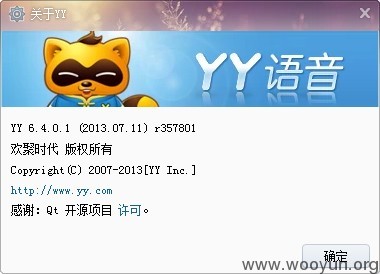 关于YY
YY 语音
YY 6.4.0.1 (2013.07.11) r357801
欢聚时代 版权所有
Copyright(C) 2007-2013[YY Inc.]
http://www.yy.com
感谢：Qt 开源项目 许可。
确定
www.wooyun.org